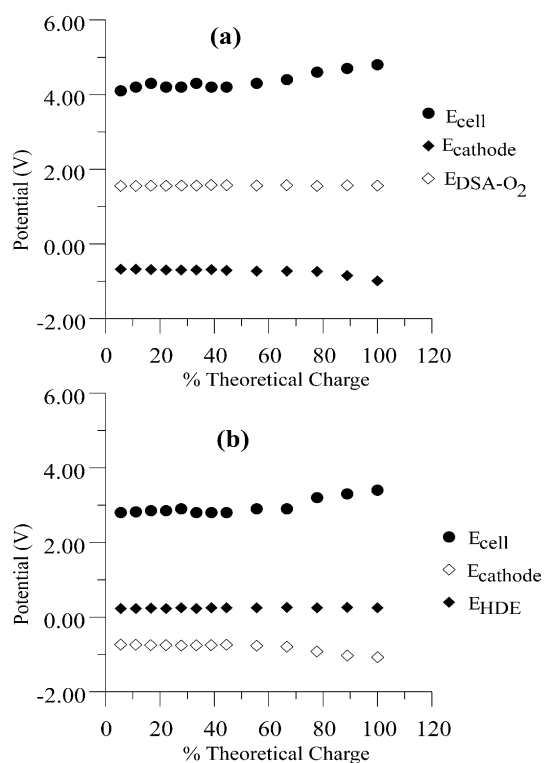 6.00
(a)
4.00
2.00
0.00
-2.00
Potential (V)
E_cell
E_cathode
E_DSA-O₂
0 20 40 60 80 100 120
% Theoretical Charge
6.00
(b)
4.00
2.00
0.00
-2.00
Potential (V)
E_cell
E_cathode
E_HDE
0 20 40 60 80 100 120
% Theoretical Charge